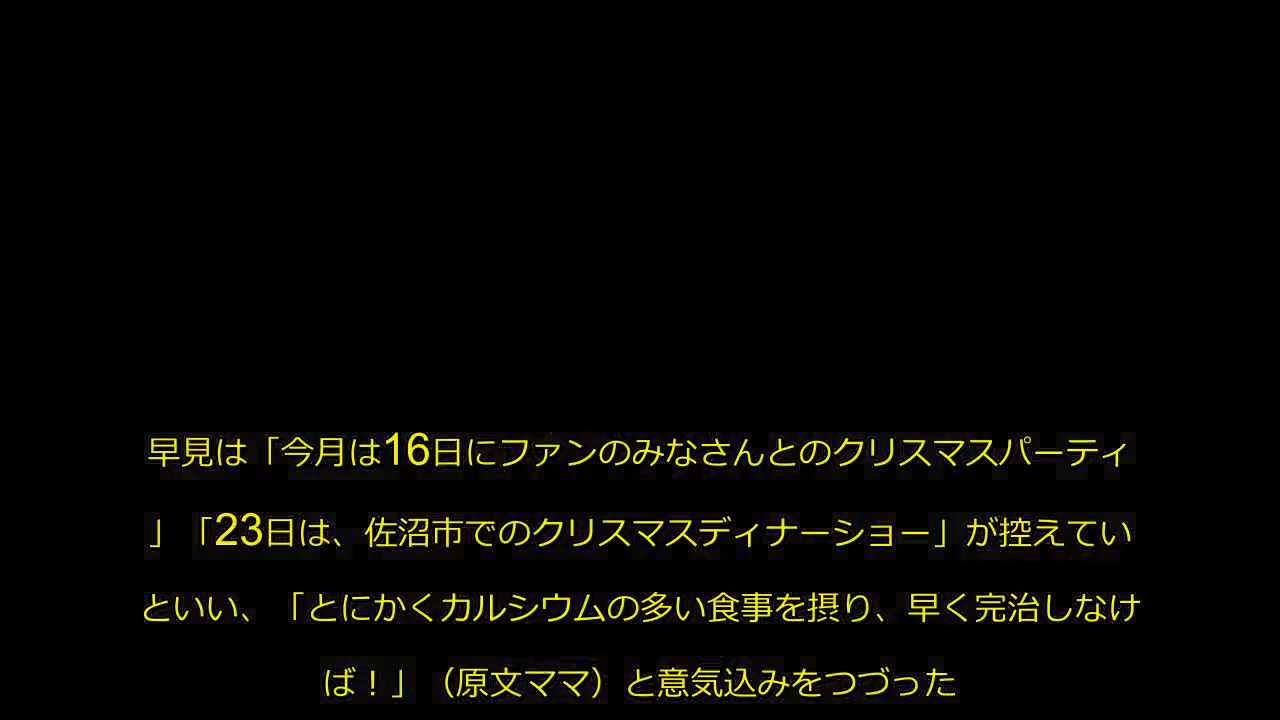 早見は「今月は16日にファンのみなさんとのクリスマスパーティ
」「23日は、佐沼市でのクリスマスディナーショー」が控えてい
といい、「とにかくカルシウムの多い食事を摂り、早く完治しなけ
ば！」（原文ママ）と意気込みをつづった